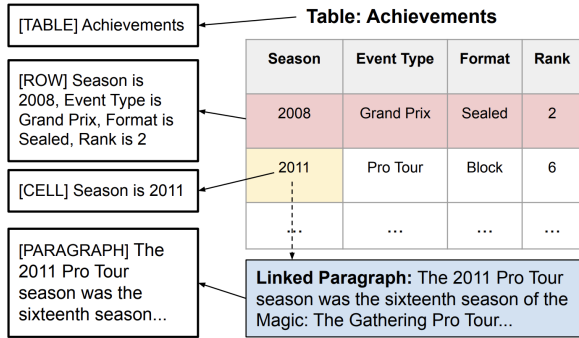 [TABLE] Achievements
Table: Achievements
[ROW] Season is
2008, Event Type is
Grand Prix, Format is
Sealed, Rank is 2
[CELL] Season is 2011
[PARAGRAPH] The
2011 Pro Tour
season was the
sixteenth season...
Season Event Type Format Rank
2008 Grand Prix Sealed 2
2011 Pro Tour Block 6
... ... ... ...
Linked Paragraph: The 2011 Pro Tour
season was the sixteenth season of the
Magic: The Gathering Pro Tour...